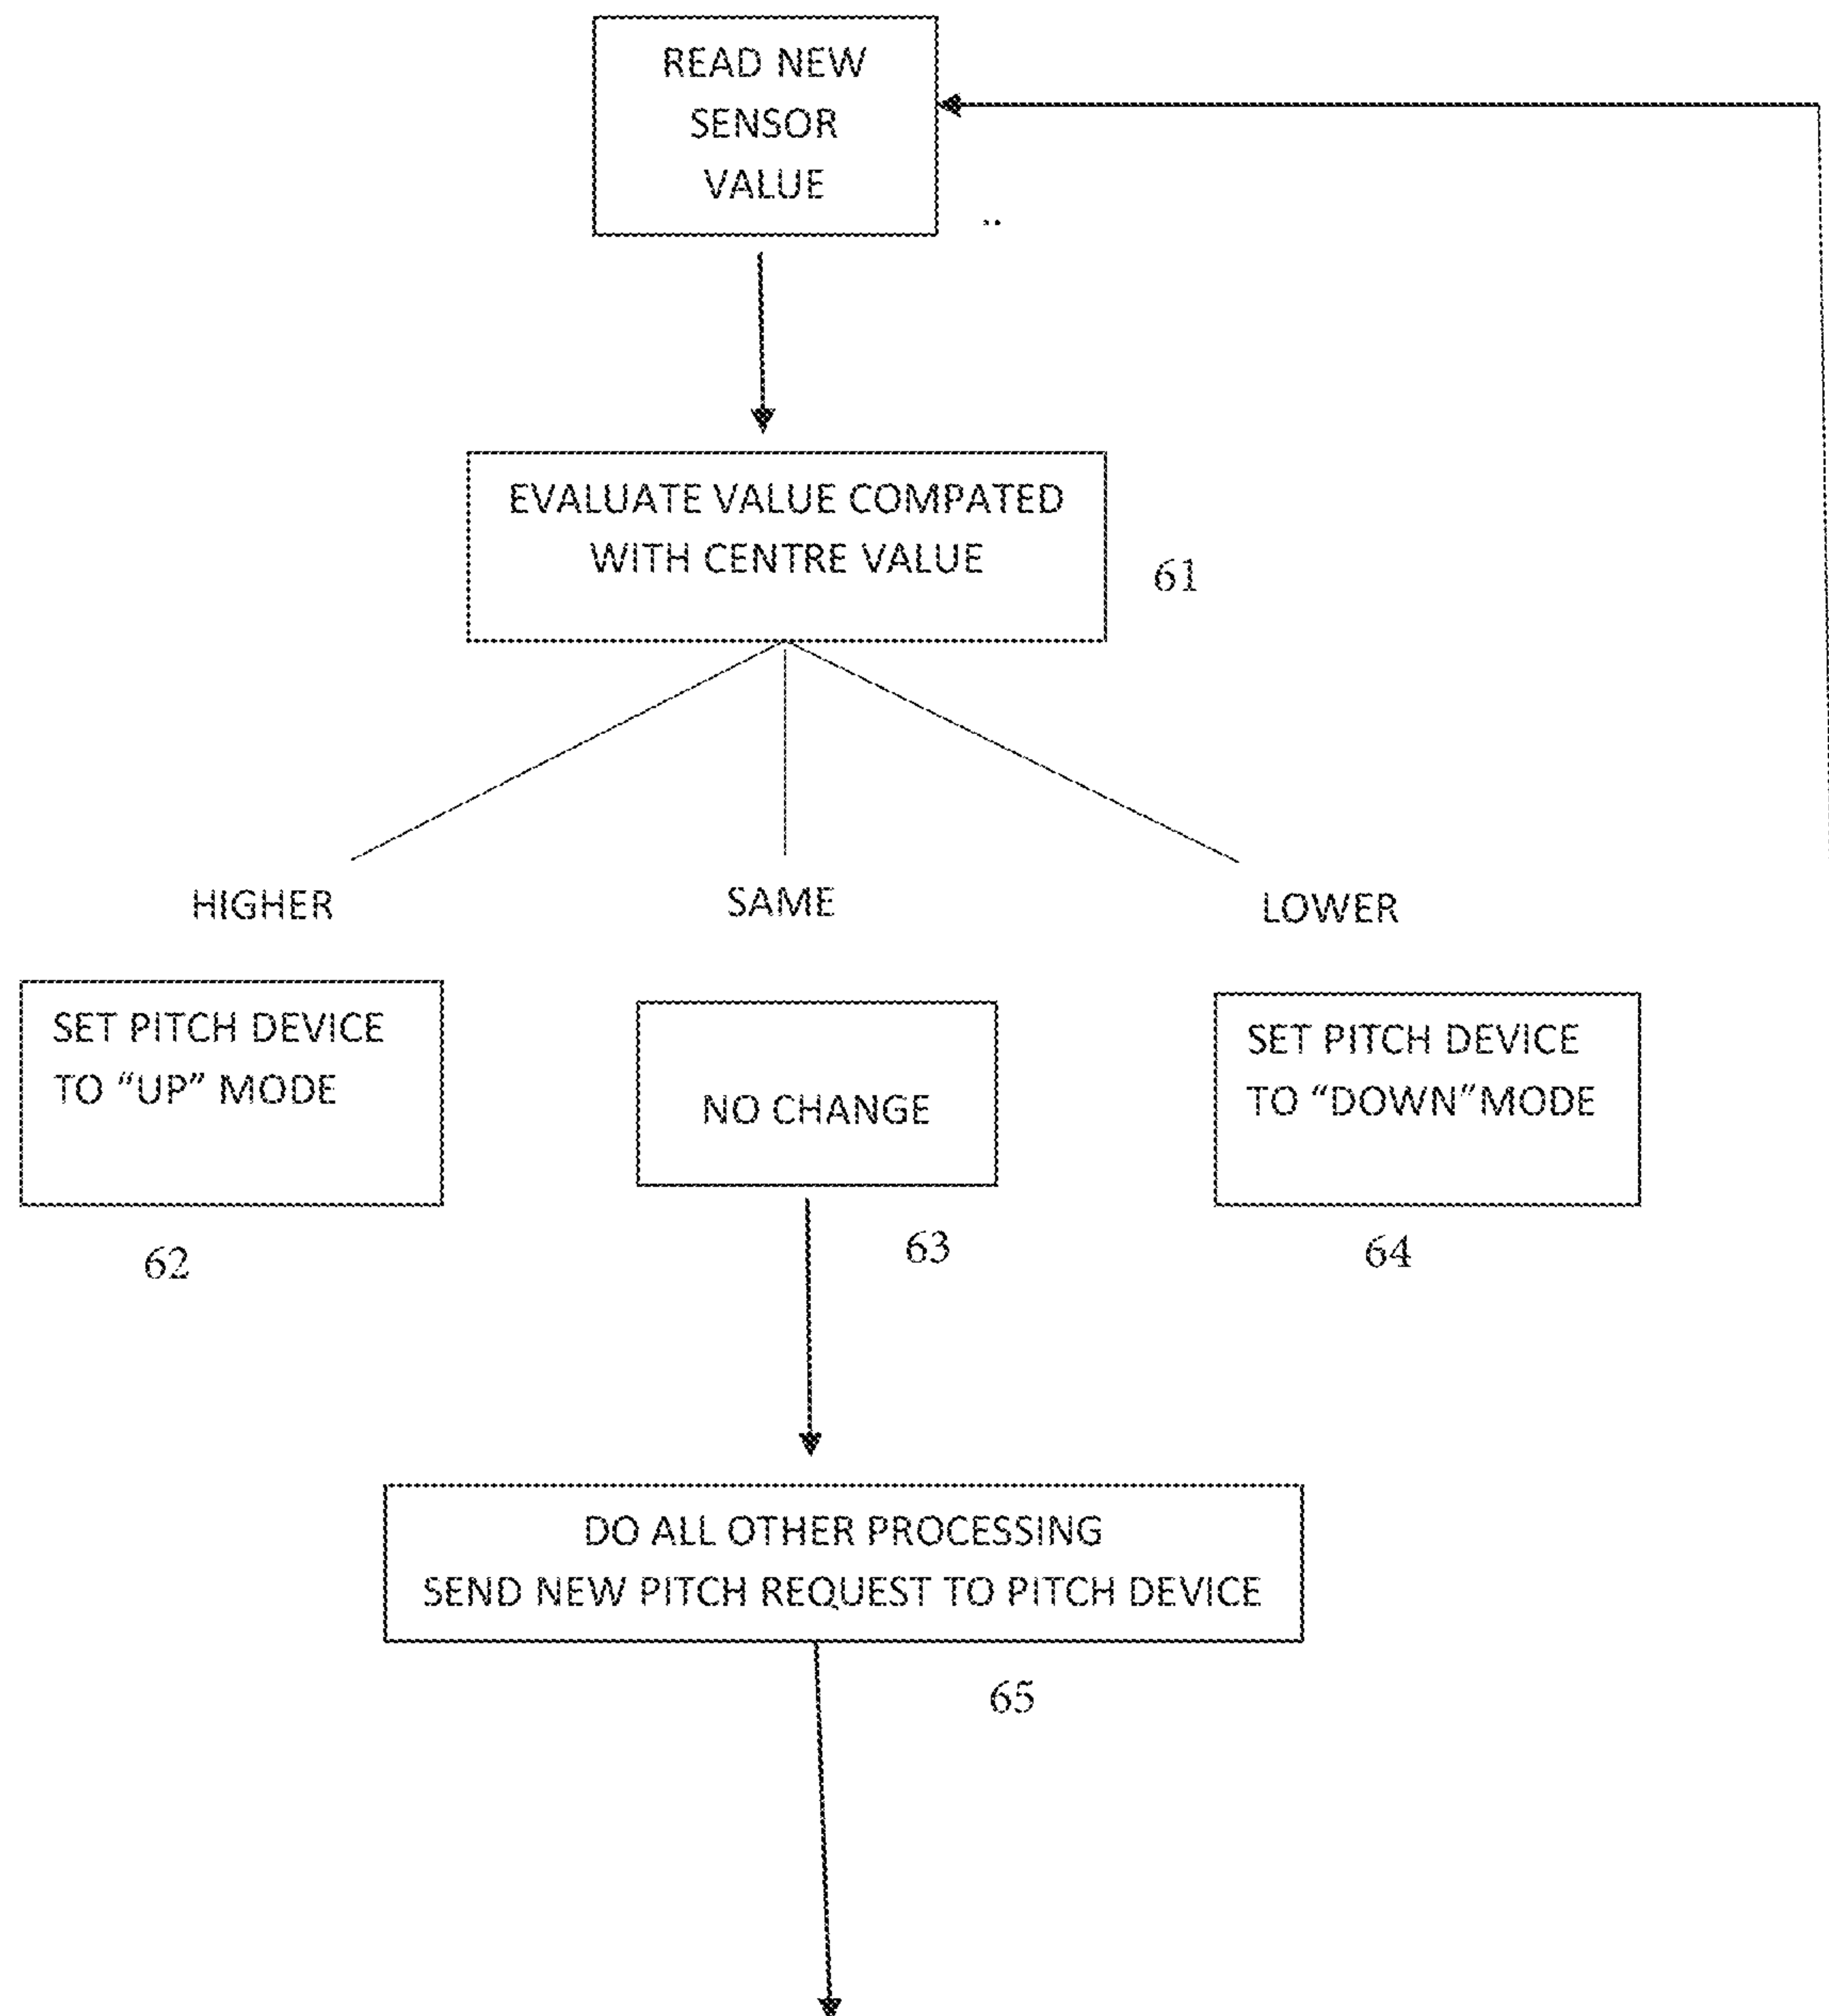 READ NEW
SENSOR
VALUE
..
EVALUATE VALUE COMPATED
WITH CENTRE VALUE
61
HIGHER
SAME
LOWER
SET PITCH DEVICE
TO “UP” MODE
NO CHANGE
SET PITCH DEVICE
TO “DOWN”MODE
62
63
64
DO ALL OTHER PROCESSING
SEND NEW PITCH REQUEST TO PITCH DEVICE
65